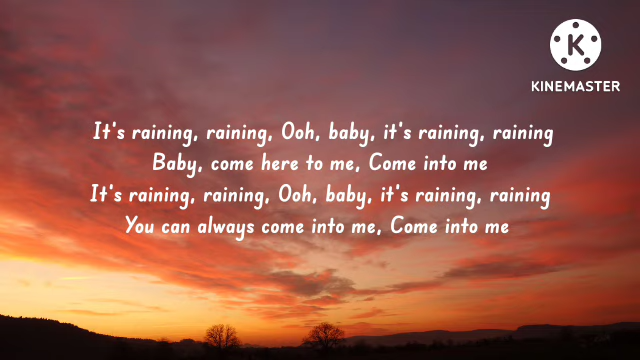 KINEMASTER
It's raining, raining, Ooh, baby, it's raining, raining
Baby, come here to me, Come into me
It's raining, raining, Ooh, baby, it's raining, raining
You can always come into me, Come into me